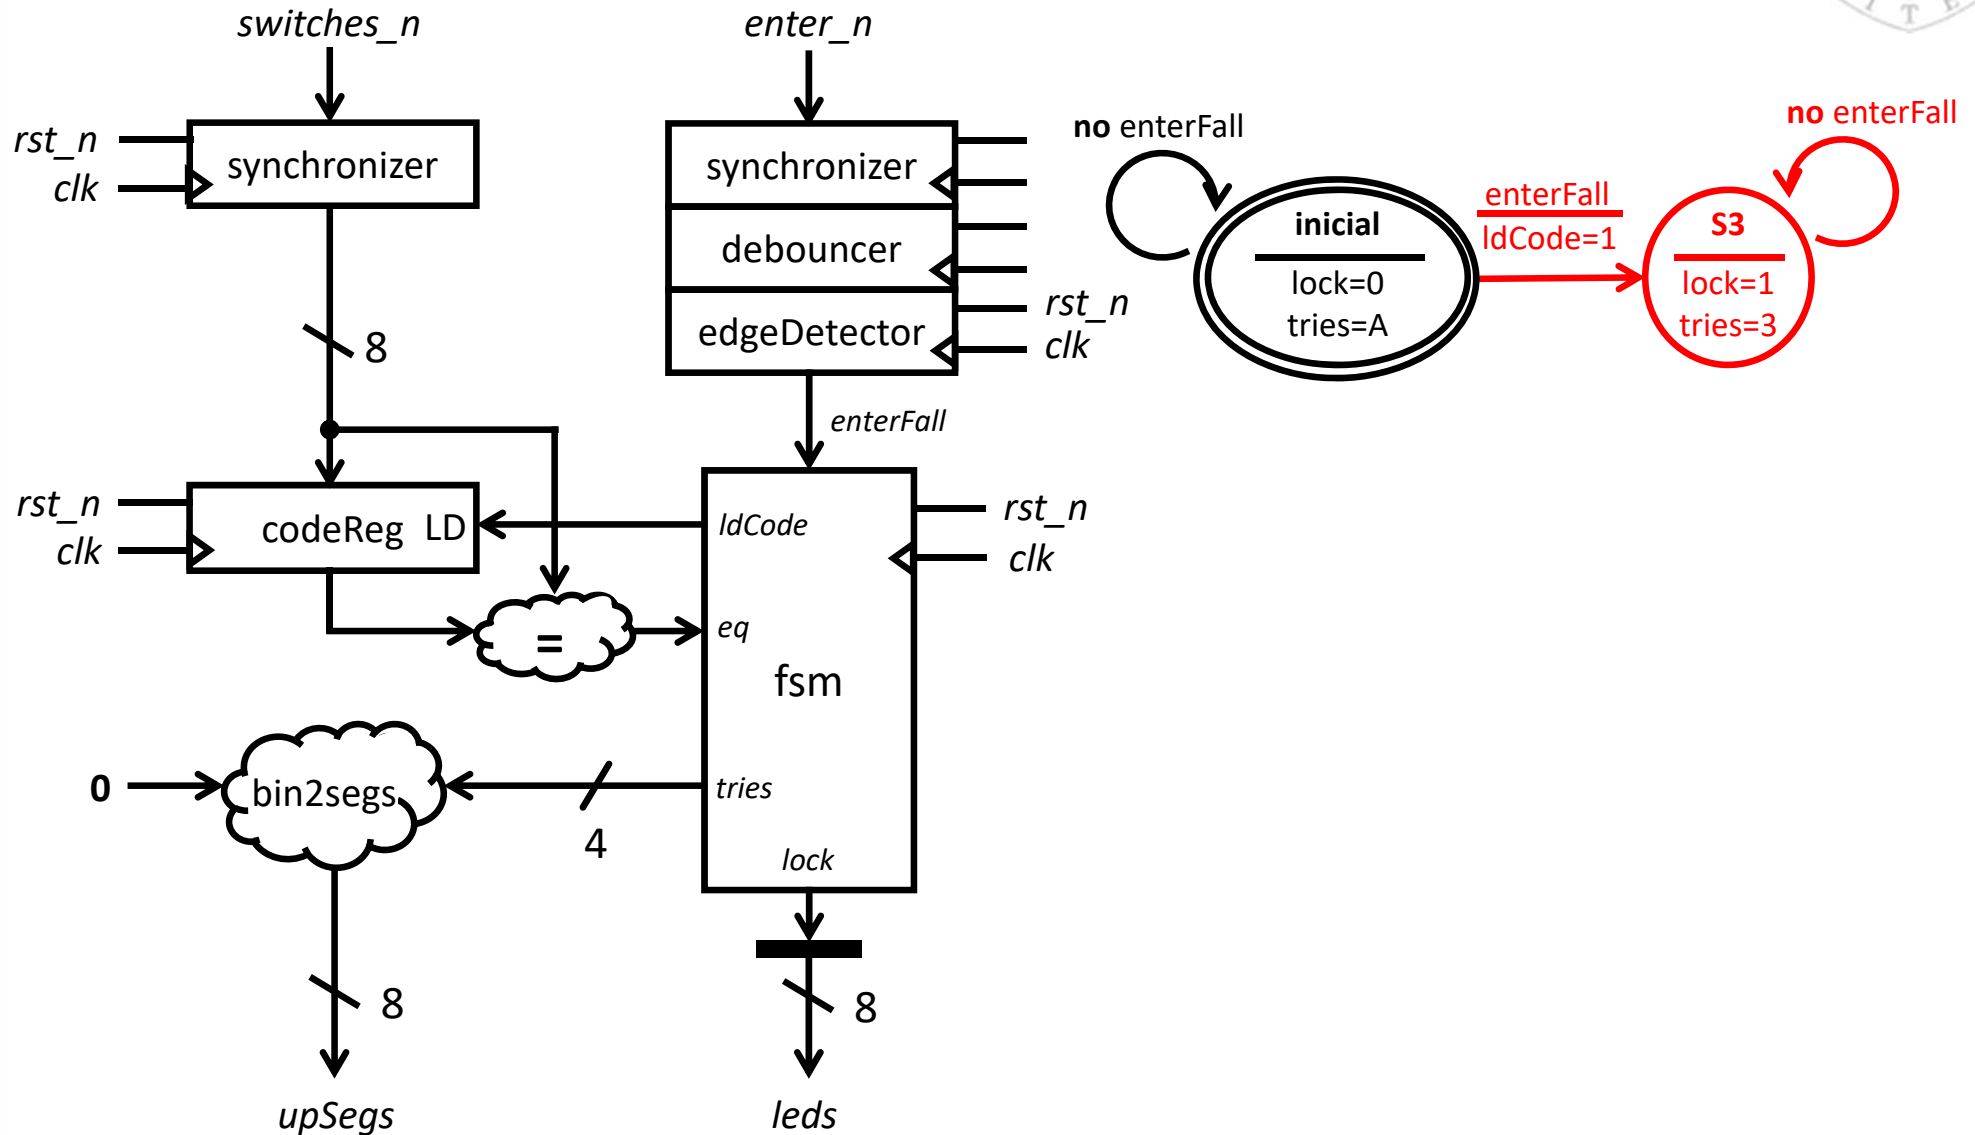 switches_n
enter_n
rst_n
clk
synchronizer
synchronizer
debouncer
edgeDetector
rst_n
clk
no enterFall
inicial
lock=0
tries=A
enterFall
ldCode=1
no enterFall
S3
lock=1
tries=3
8
enterFall
rst_n
clk
codeReg LD
ldCode
rst_n
clk
=
eq
fsm
0
bin2segs
4
tries
lock
8
8
upSegs
leds
I T E